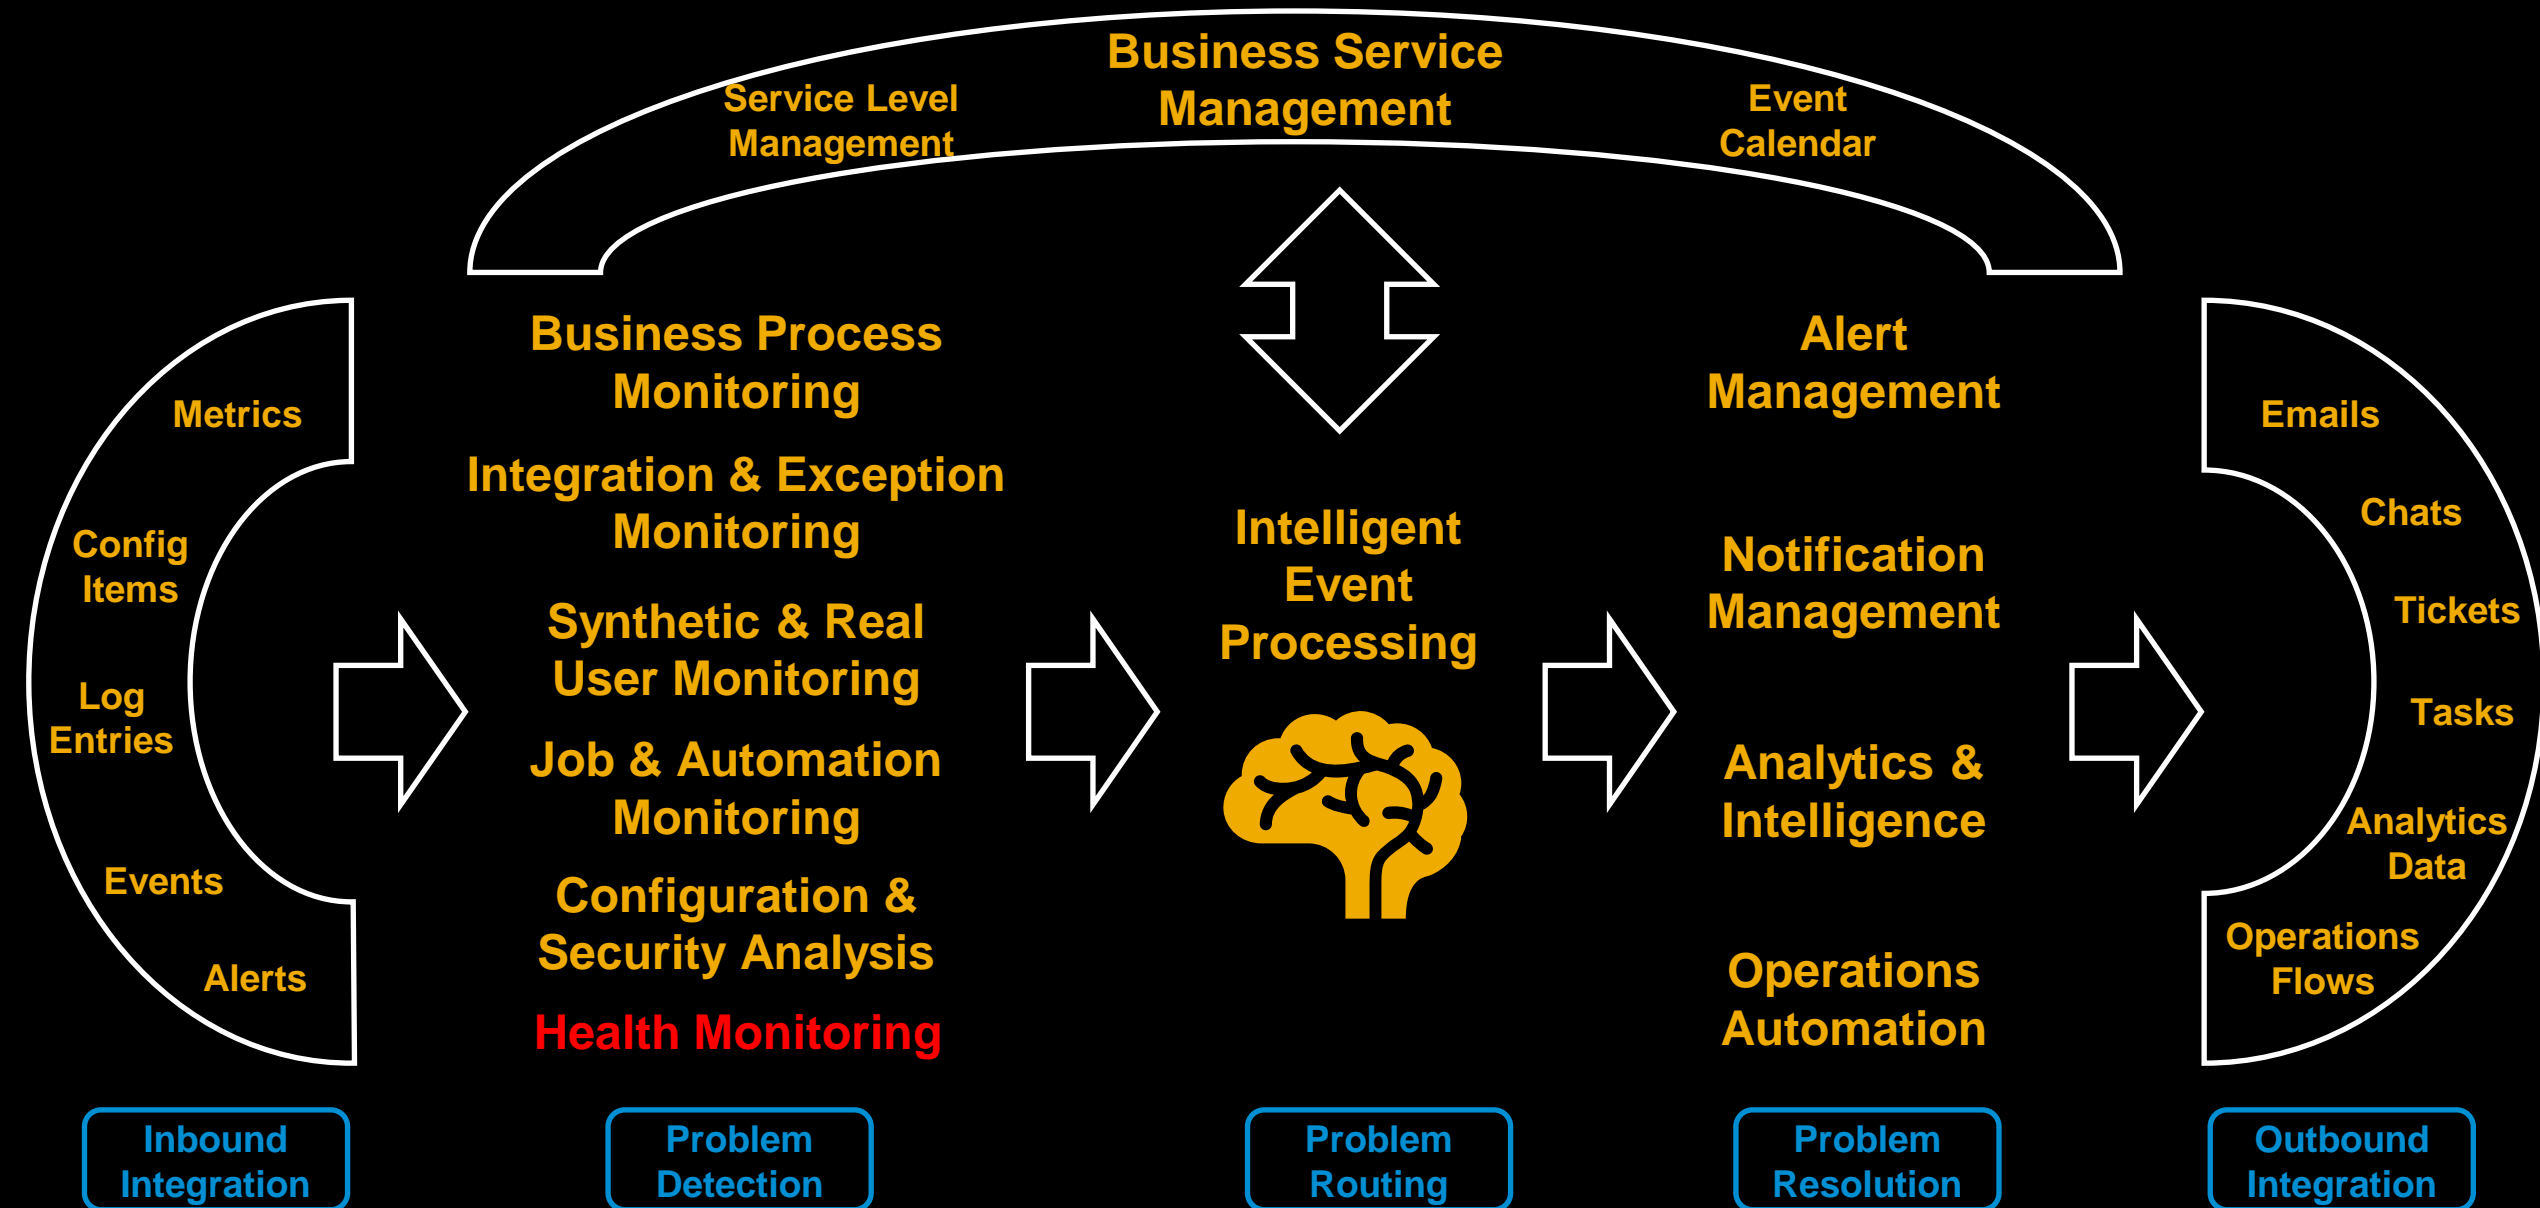 Business Service
Management
Service Level
Management
Event
Calendar
Metrics
Config
Items
Log
Entries
Events
Alerts
Business Process
Monitoring
Integration & Exception
Monitoring
Synthetic & Real
User Monitoring
Job & Automation
Monitoring
Configuration &
Security Analysis
Health Monitoring
Intelligent
Event
Processing
Alert
Management
Notification
Management
Analytics &
Intelligence
Operations
Automation
Emails
Chats
Tickets
Tasks
Analytics
Data
Operations
Flows
Inbound
Integration
Problem
Detection
Problem
Routing
Problem
Resolution
Outbound
Integration